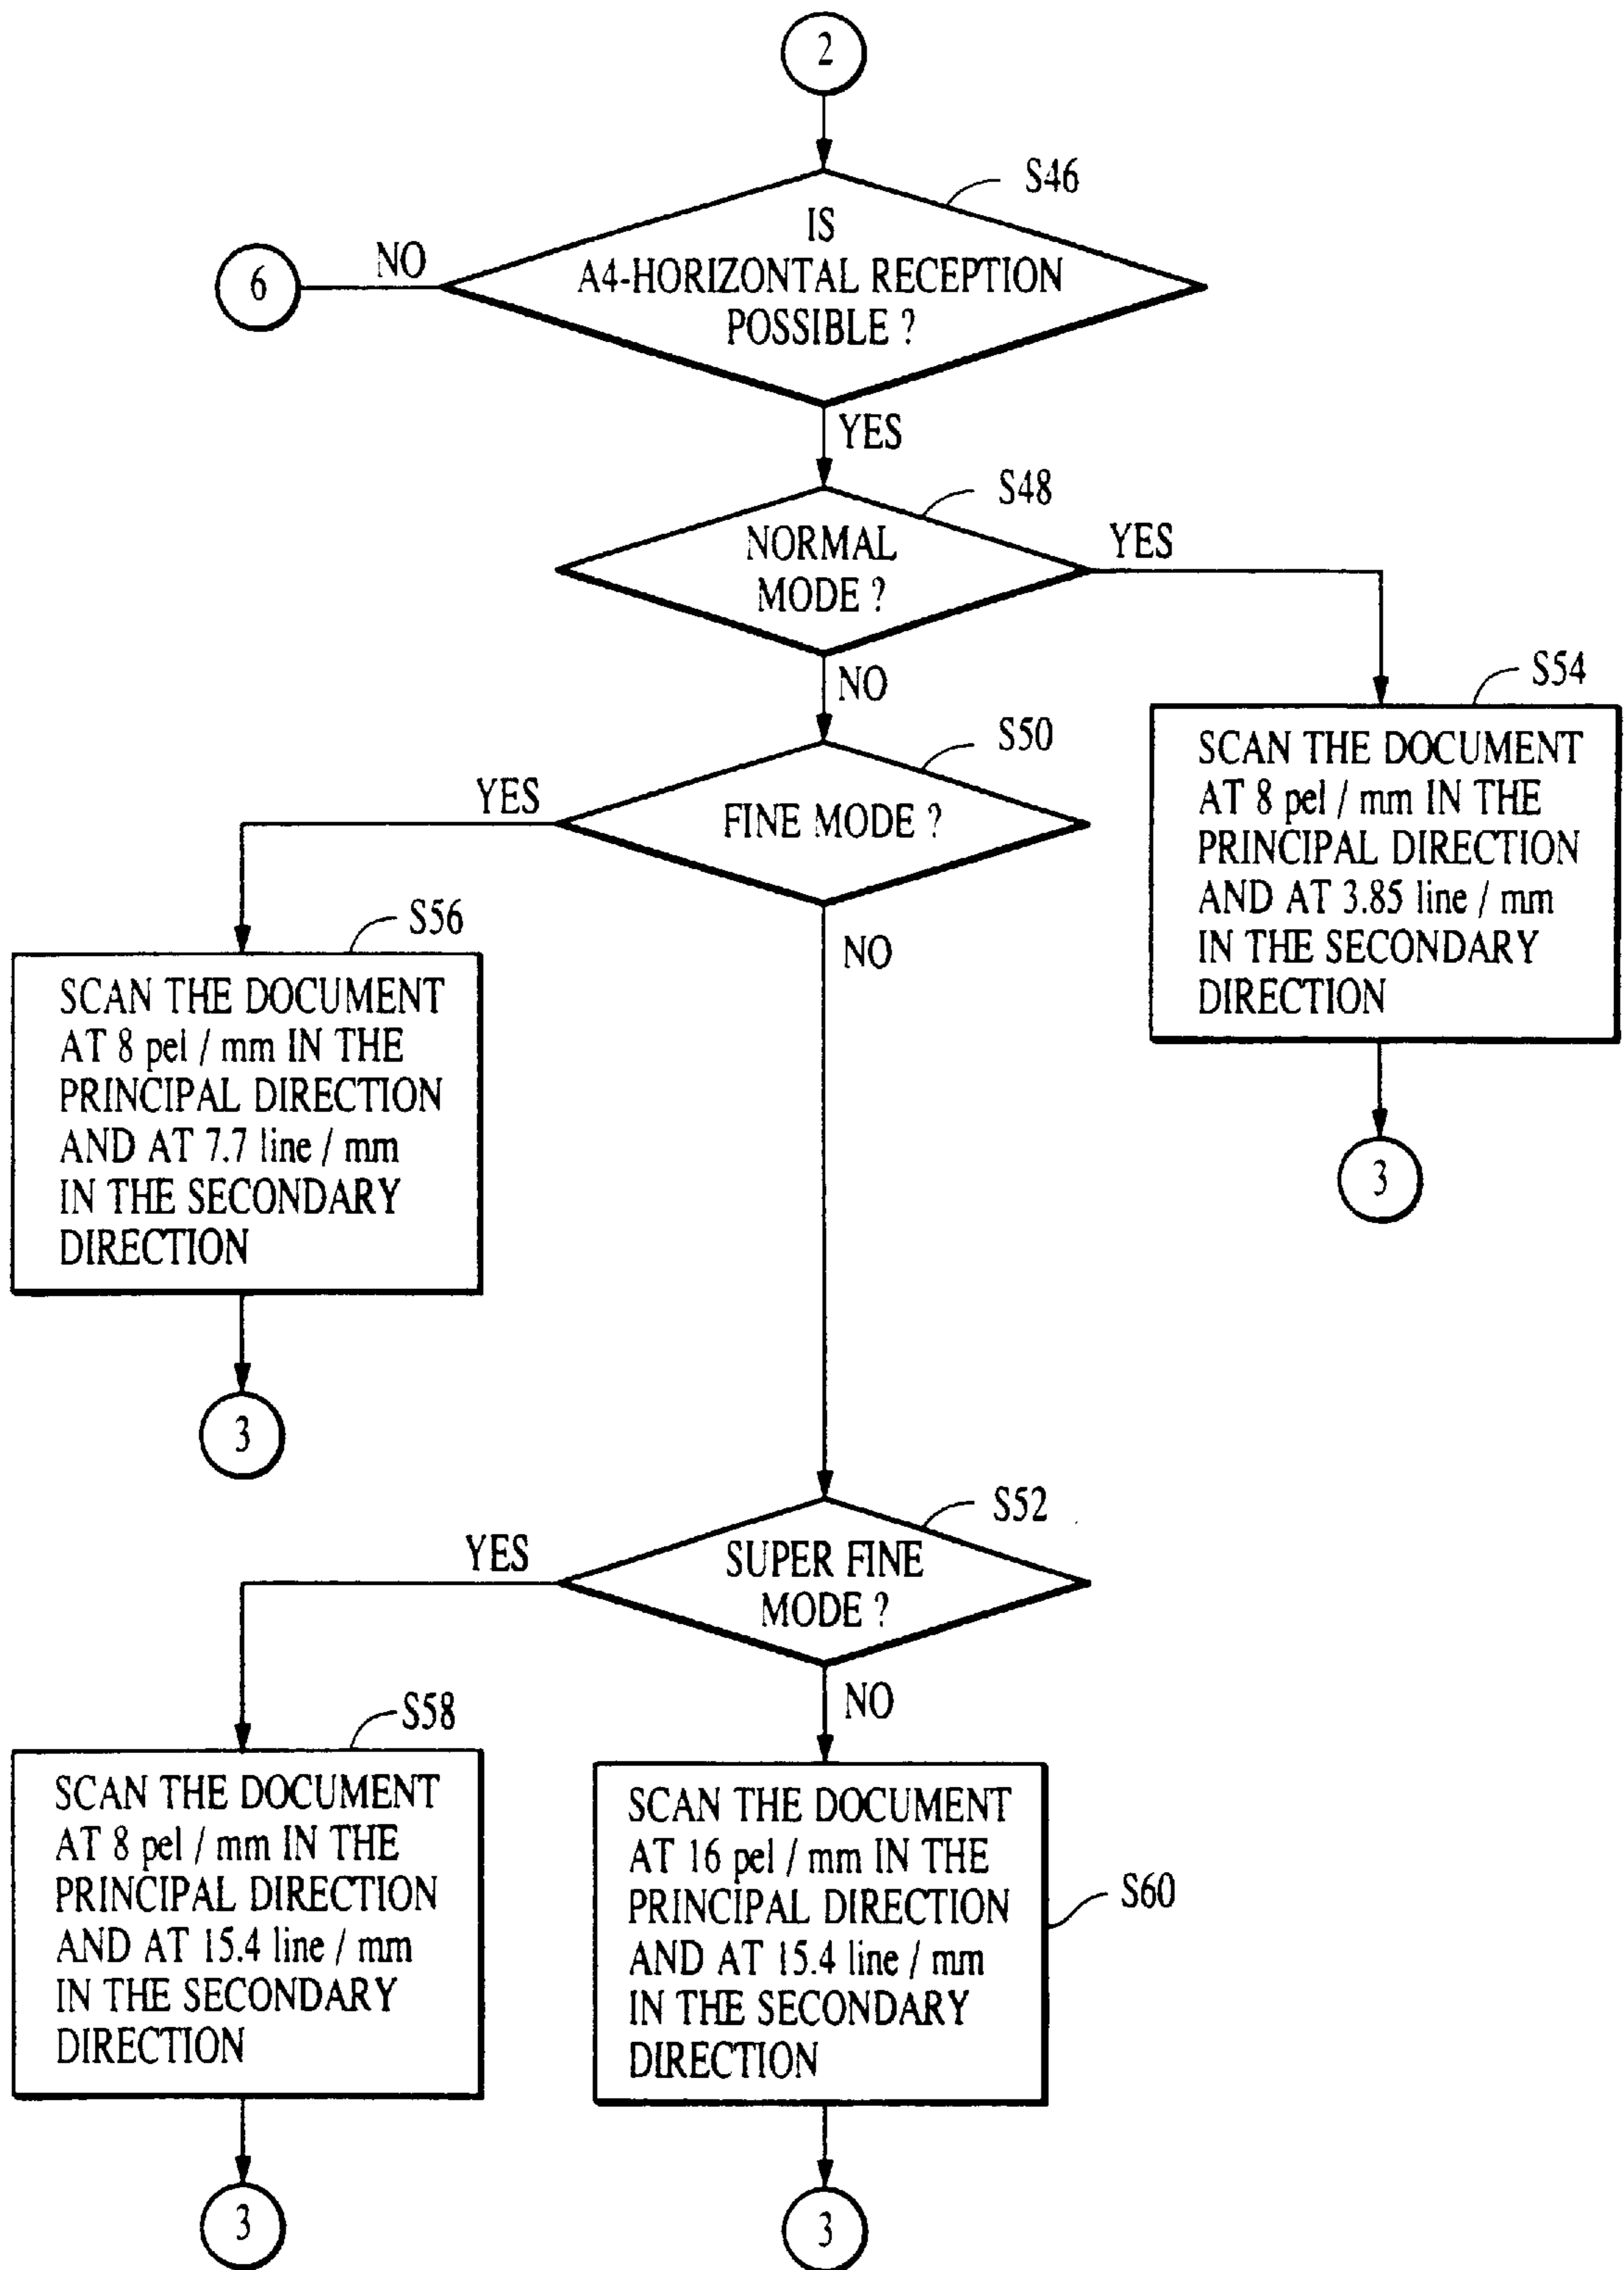 2
S46
IS
A4-HORIZONTAL RECEPTION
POSSIBLE ?
NO
6
YES
S48
NORMAL
MODE ?
YES
NO
S54
SCAN THE DOCUMENT
AT 8 pel / mm IN THE
PRINCIPAL DIRECTION
AND AT 3.85 line / mm
IN THE SECONDARY
DIRECTION
3
S50
FINE MODE ?
YES
NO
S56
SCAN THE DOCUMENT
AT 8 pel / mm IN THE
PRINCIPAL DIRECTION
AND AT 7.7 line / mm
IN THE SECONDARY
DIRECTION
3
S52
SUPER FINE
MODE ?
YES
NO
S58
SCAN THE DOCUMENT
AT 8 pel / mm IN THE
PRINCIPAL DIRECTION
AND AT 15.4 line / mm
IN THE SECONDARY
DIRECTION
3
SCAN THE DOCUMENT
AT 16 pel / mm IN THE
PRINCIPAL DIRECTION
AND AT 15.4 line / mm
IN THE SECONDARY
DIRECTION
S60
3